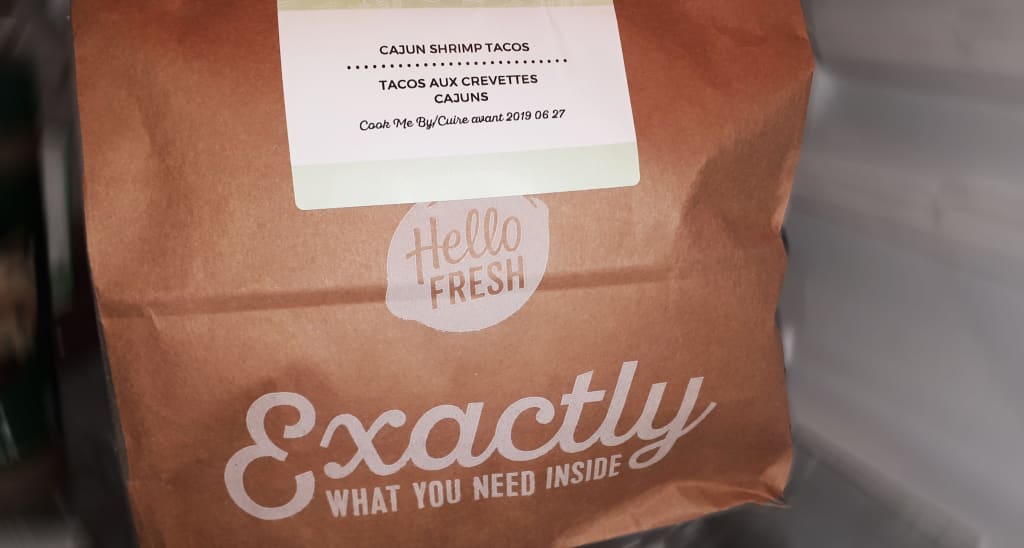 CAJUN SHRIMP TACOS
TACOS AUX CREVETTES
CAJUNS
Cook Me By/Cuire avant 2019 06 27
Hello
FRESH
Exactly
WHAT YOU NEED INSIDE